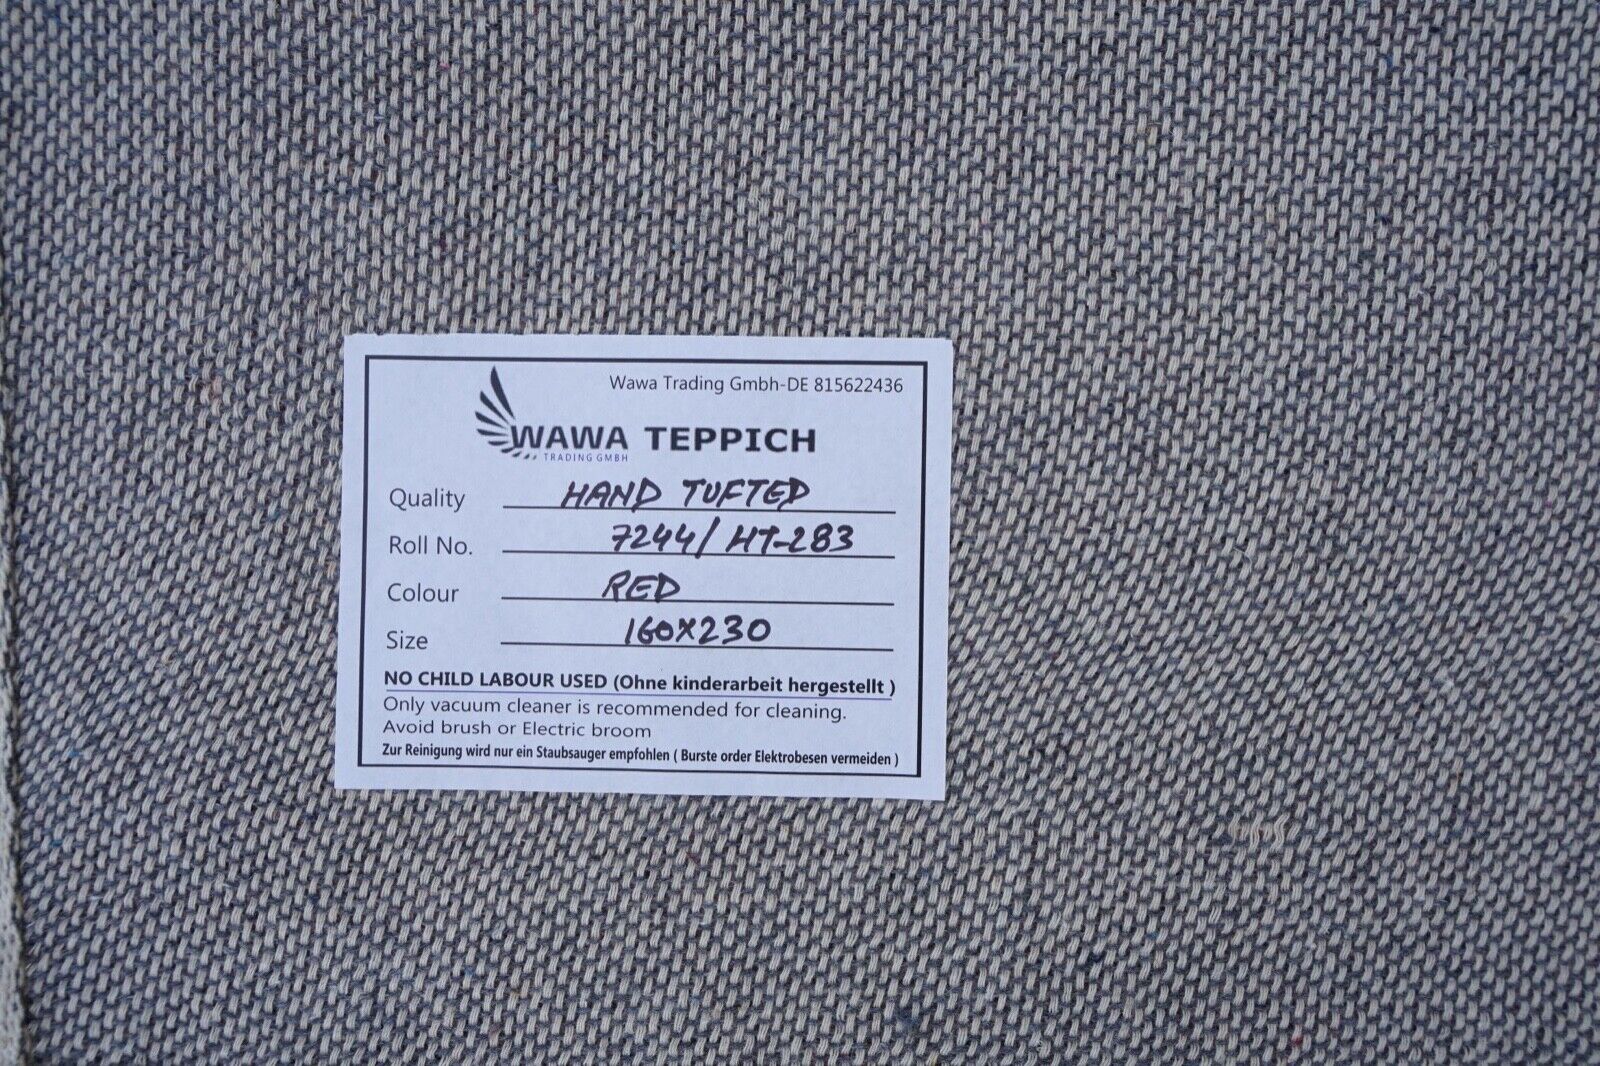 Wawa Trading Gmbh-DE 815622436
WAWA TEPPICH
TRADING GMBH
Quality HAND TUFTED
Roll No. 7244/HT-283
Colour RED
Size 160X230
NO CHILD LABOUR USED (Ohne kinderarbeit hergestellt )
Only vacuum cleaner is recommended for cleaning.
Avoid brush or Electric broom
Zur Reinigung wird nur ein Staubsauger empfohlen ( Burste order Elektrobesen vermeiden )